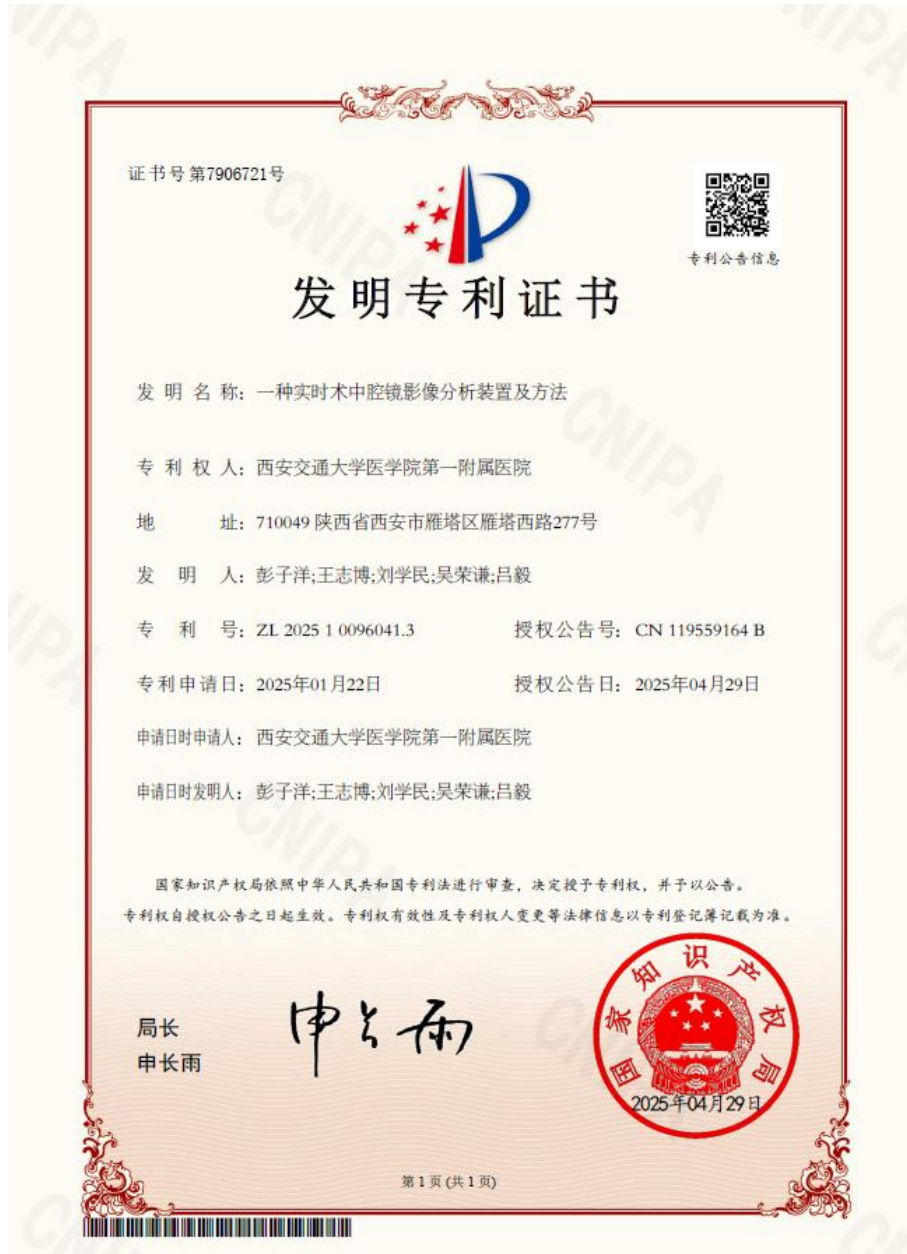 证书号第7906721号
专利公告信息
发明专利证书
发明名称：一种实时术中腔镜影像分析装置及方法
专利权人：西安交通大学医学院第一附属医院
地址：710049 陕西省西安市雁塔区雁塔西路277号
发明人：彭子洋;王志博;刘学民;吴荣谦;吕毅
专利号：ZL 2025 1 0096041.3 授权公告号：CN 119559164 B
专利申请日：2025年01月22日 授权公告日：2025年04月29日
申请日时申请人：西安交通大学医学院第一附属医院
申请日时发明人：彭子洋;王志博;刘学民;吴荣谦;吕毅
国家知识产权局依照中华人民共和国专利法进行审查，决定授予专利权，并予以公告。
专利权自授权公告之日起生效。专利权有效性及专利权人变更等法律信息以专利登记簿记载为准。
局长
申长雨
申长雨
国家知识产权局
2025年04月29日
第1页(共1页)
CNIPA